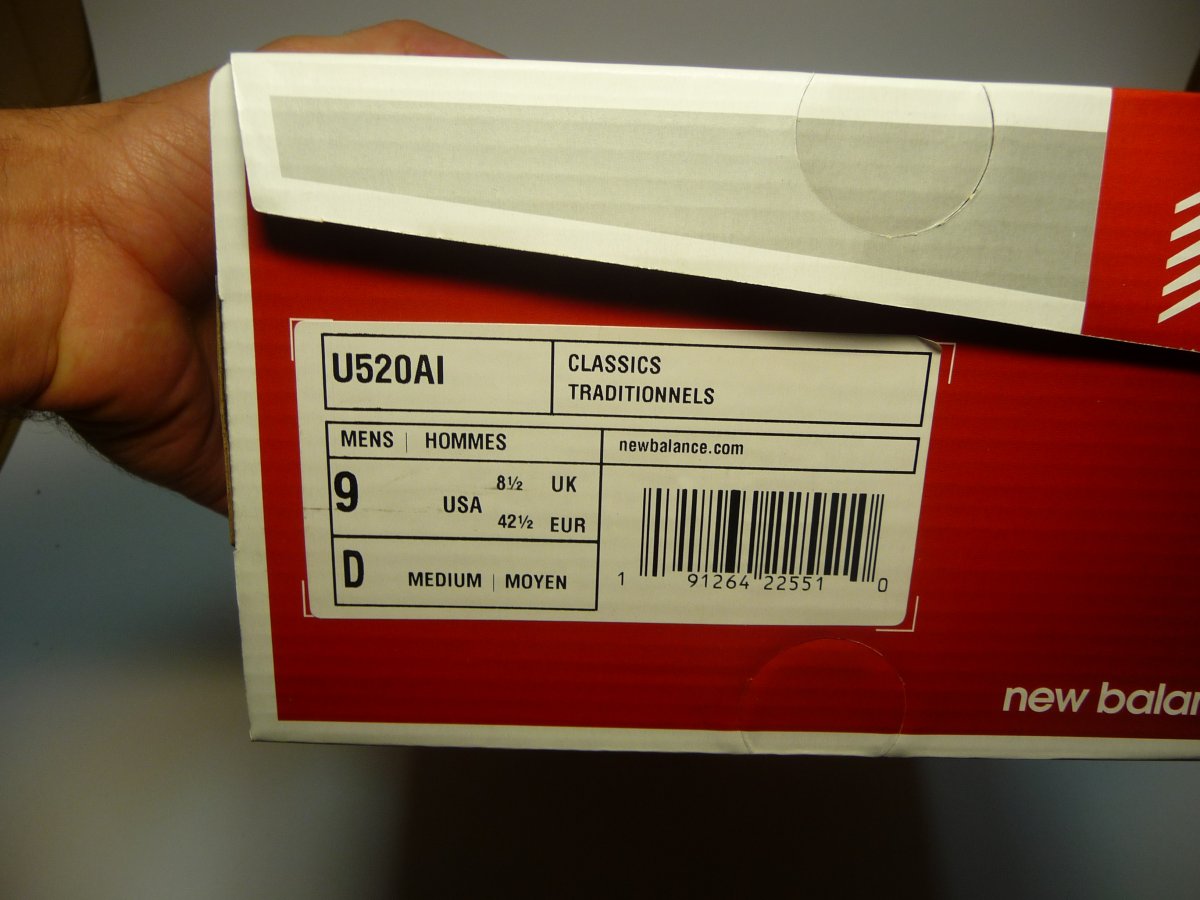 U520AI
CLASSICS
TRADITIONNELS
MENS | HOMMES
newbalance.com
9 USA 8½ UK
42½ EUR
D MEDIUM | MOYEN
1 91264 22551 0
new balan